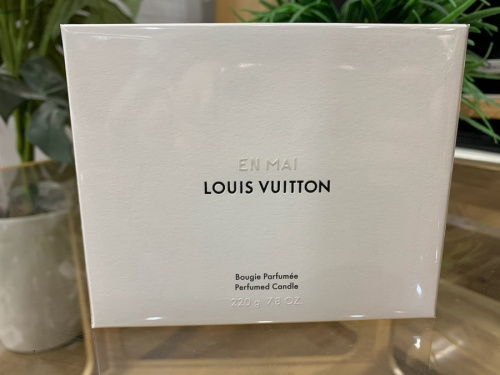 EN MAI
LOUIS VUITTON
Bougie Parfumée
Perfumed Candle
220 g 7.8 OZ.